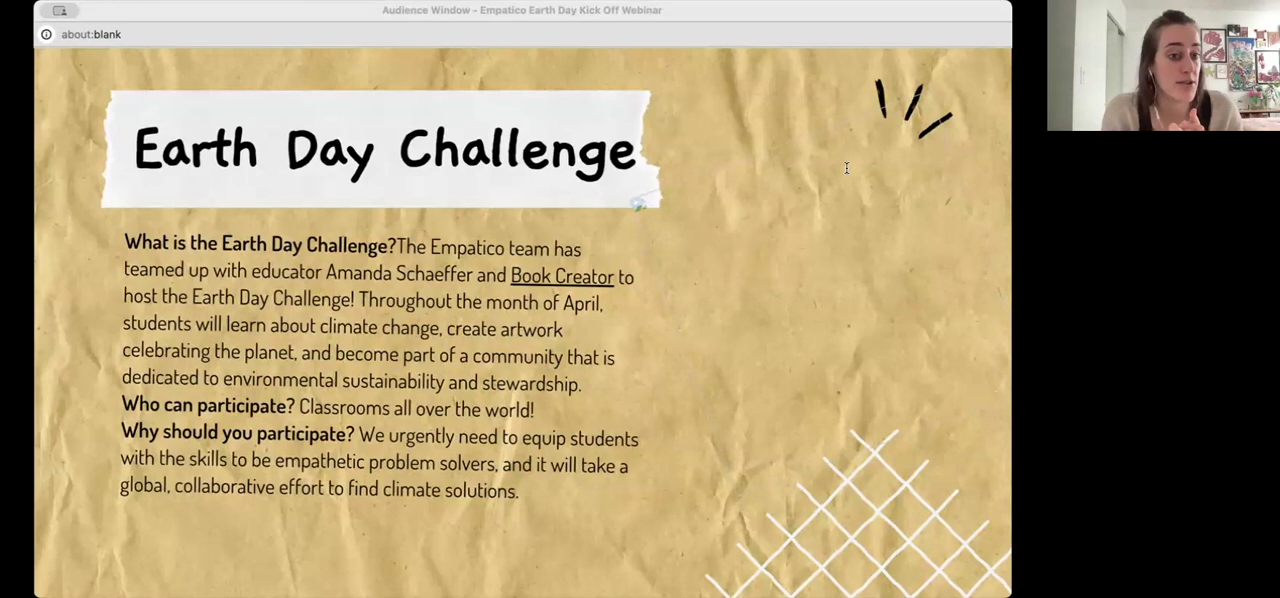 Audience Window - Empatico Earth Day Kick Off Webinar
about:blank
Earth Day Challenge
What is the Earth Day Challenge?The Empatico team has
teamed up with educator Amanda Schaeffer and Book Creator to
host the Earth Day Challenge! Throughout the month of April,
students will learn about climate change, create artwork
celebrating the planet, and become part of a community that is
dedicated to environmental sustainability and stewardship.
Who can participate? Classrooms all over the world!
Why should you participate? We urgently need to equip students
with the skills to be empathetic problem solvers, and it will take a
global, collaborative effort to find climate solutions.